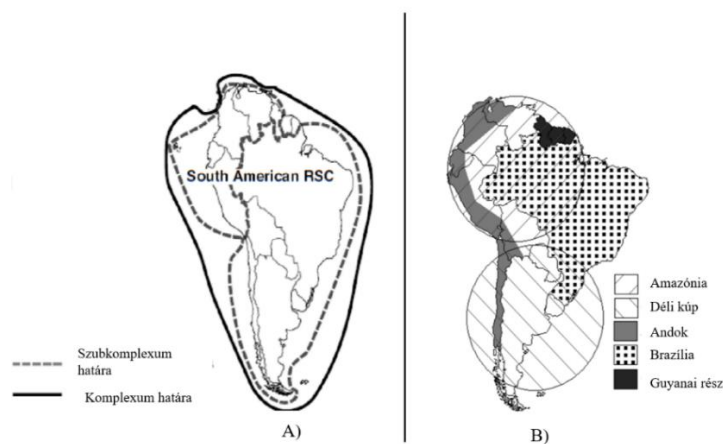 South American RSC
Szubkomplexum
határa
Komplexum határa
A)
Amazónia
Déli kúp
Andok
Brazília
Guyanai rész
B)